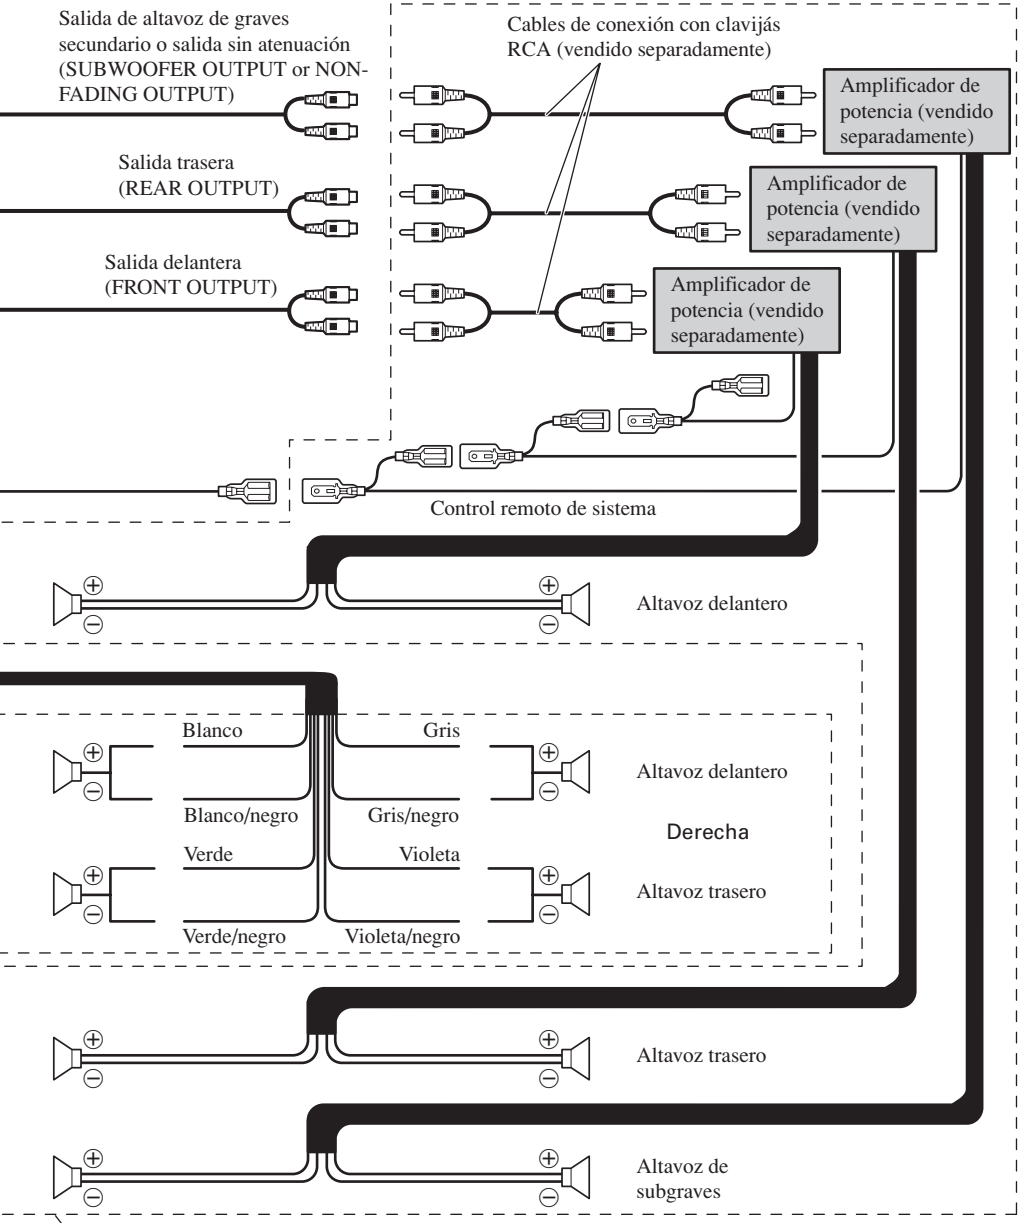 Salida de altavoz de graves
secundario o salida sin atenuación
(SUBWOOFER OUTPUT or NON-
FADING OUTPUT)
Cables de conexión con clavijás
RCA (vendido separadamente)
Amplificador de
potencia (vendido
separadamente)
Salida trasera
(REAR OUTPUT)
Amplificador de
potencia (vendido
separadamente)
Salida delantera
(FRONT OUTPUT)
Amplificador de
potencia (vendido
separadamente)
Control remoto de sistema
⊕ ⊕
Altavoz delantero
⊖ ⊖
Blanco Gris
⊕ ⊕
Altavoz delantero
⊖ ⊖
Blanco/negro Gris/negro
Derecha
Verde Violeta
⊕ ⊕
Altavoz trasero
⊖ ⊖
Verde/negro Violeta/negro
⊕ ⊕
Altavoz trasero
⊖ ⊖
⊕ ⊕
Altavoz de
subgraves
⊖ ⊖